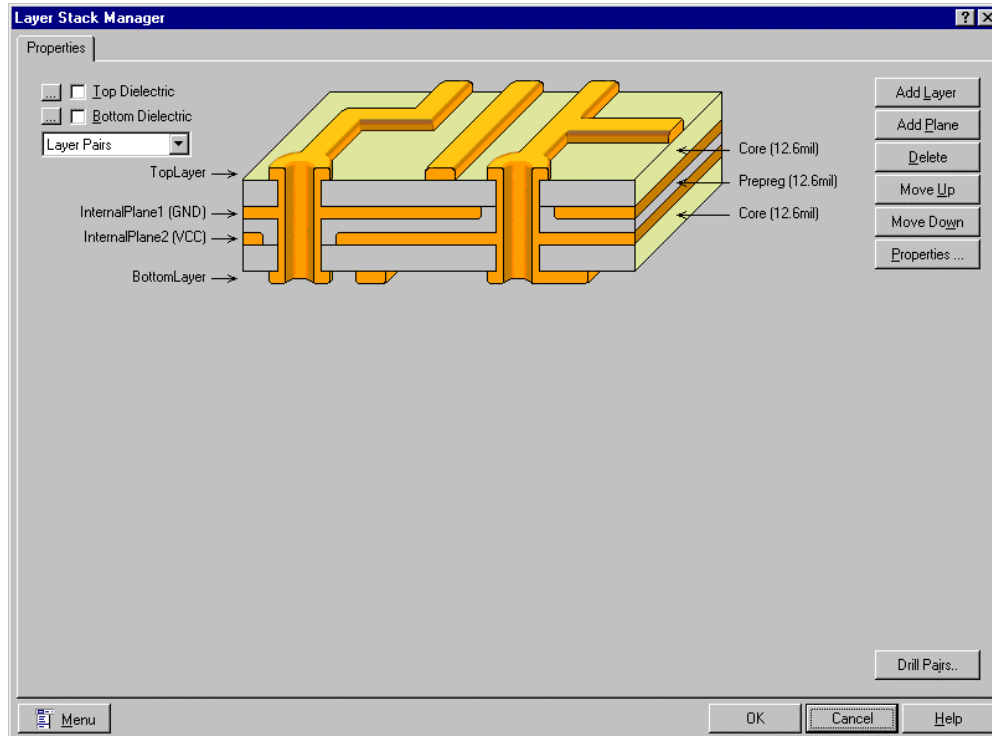 Layer Stack Manager
Properties
... Top Dielectric
... Bottom Dielectric
Layer Pairs
TopLayer
InternalPlane1 (GND)
InternalPlane2 (VCC)
BottomLayer
Core (12.6mil)
Prepreg (12.6mil)
Core (12.6mil)
Add Layer
Add Plane
Delete
Move Up
Move Down
Properties ...
Drill Pairs..
Menu
OK
Cancel
Help